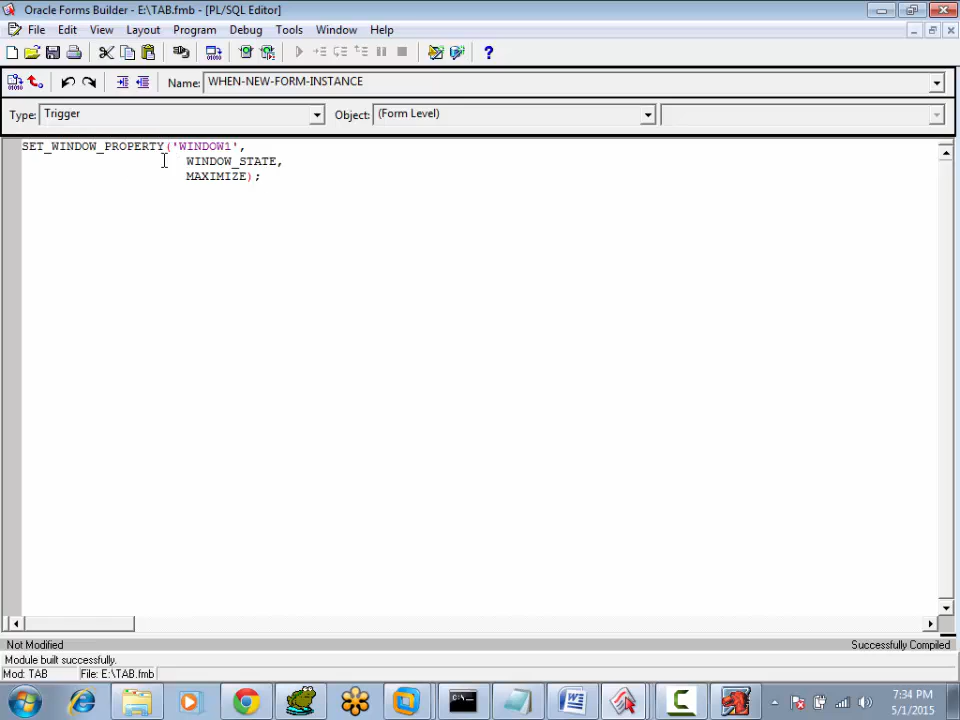 Oracle Forms Builder - E:\TAB.fmb - [PL/SQL Editor]
File Edit View Layout Program Debug Tools Window Help
Name: WHEN-NEW-FORM-INSTANCE
Type: Trigger Object: (Form Level)
SET_WINDOW_PROPERTY('WINDOW1',
WINDOW_STATE,
MAXIMIZE);
Not Modified Successfully Compiled
Module built successfully.
Mod: TAB File: E:\TAB.fmb
7:34 PM
5/1/2015